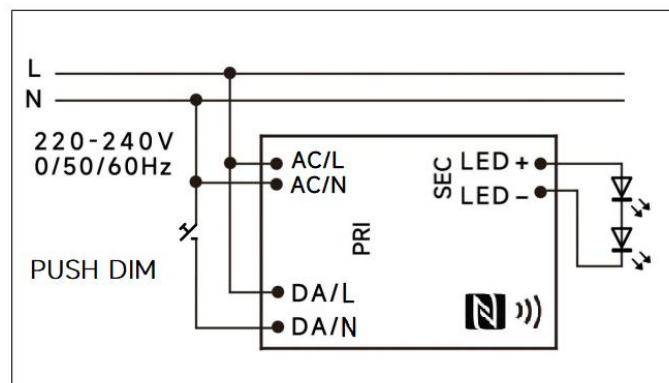 L
N
220-240V
0/50/60Hz
AC/L
AC/N
SEC
LED +
LED -
PRI
PUSH DIM
DA/L
DA/N
N